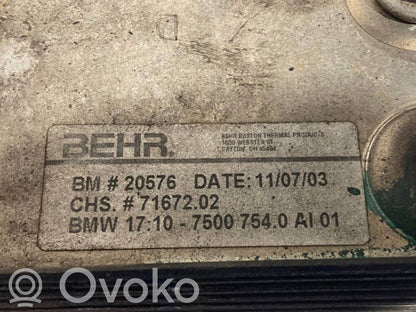 BEHR
BEHR DAYTON THERMAL PRODUCTS
1600 WEBSTER ST.
DAYTON, OH 45404
BM # 20576 DATE: 11/07/03
CHS. # 71672.02
BMW 17:10 - 7500 754.0 AI 01
OVOKO